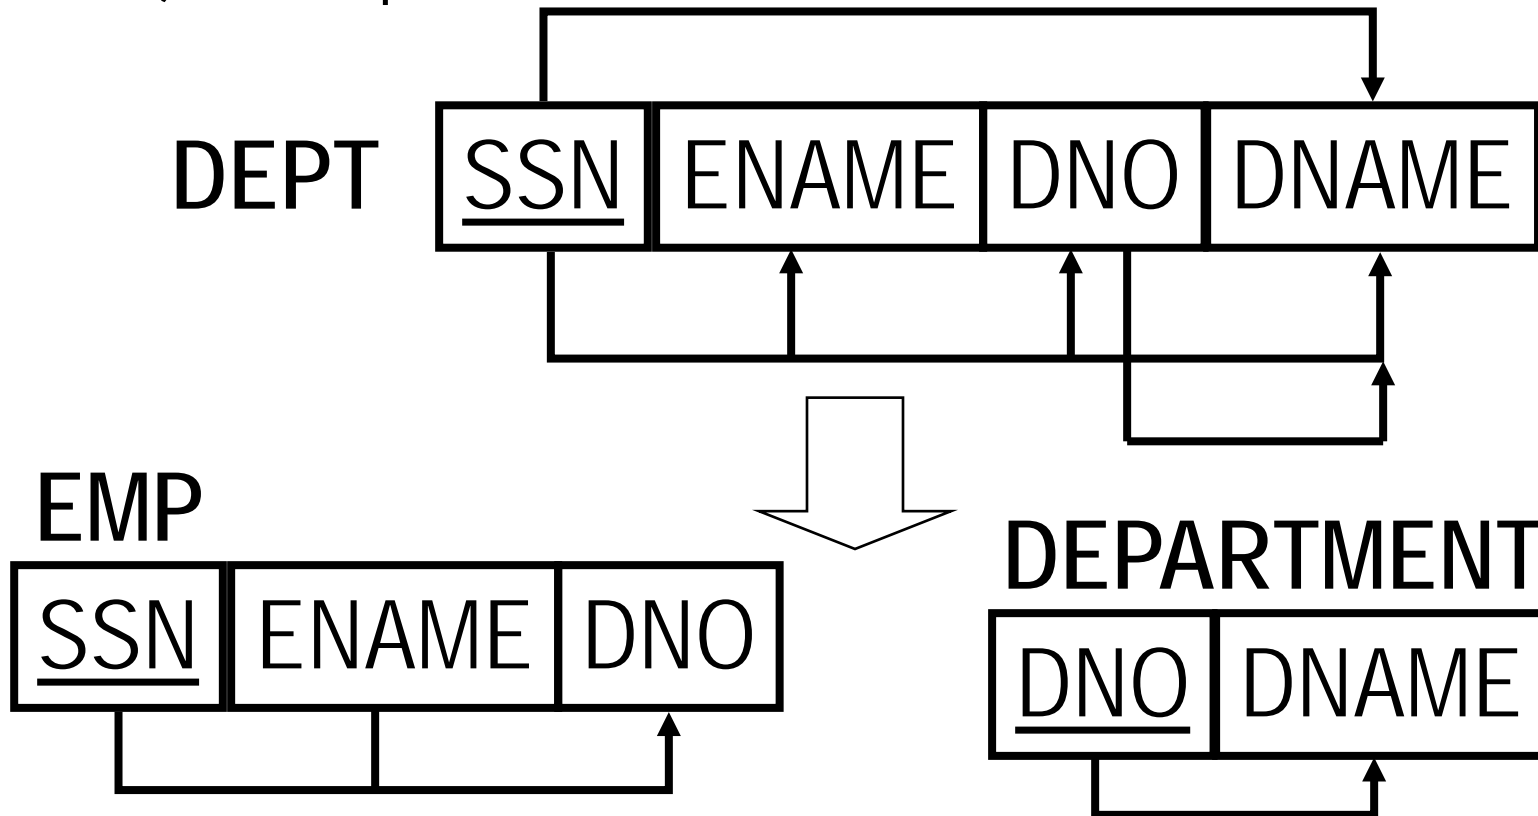 DEPT SSN ENAME DNO DNAME
EMP
DEPARTMENT
SSN ENAME DNO
DNO DNAME